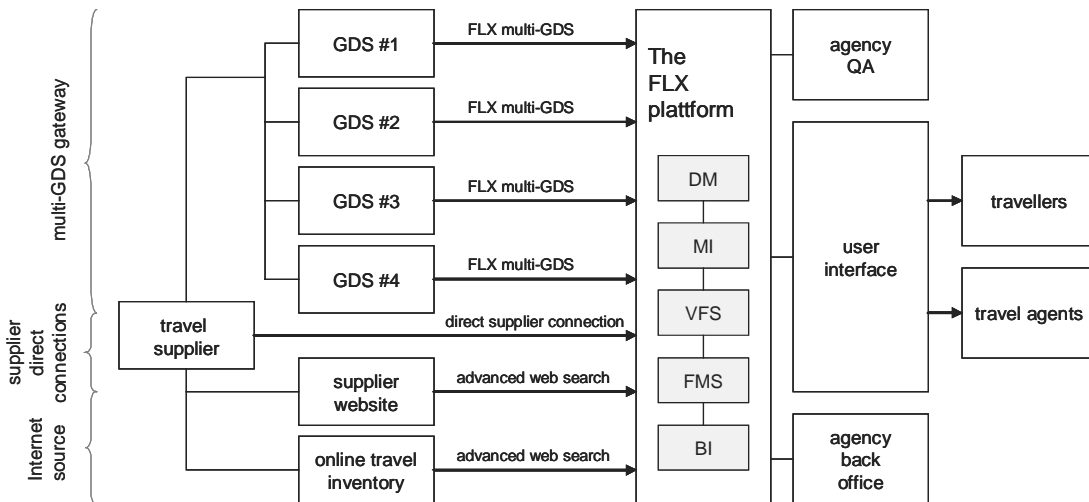 multi-GDS gateway
supplier
direct
connections
Internet
source
travel
supplier
GDS #1
GDS #2
GDS #3
GDS #4
supplier
website
online travel
inventory
FLX multi-GDS
FLX multi-GDS
FLX multi-GDS
FLX multi-GDS
direct supplier connection
advanced web search
advanced web search
The
FLX
plattform
DM
MI
VFS
FMS
BI
agency
QA
user
interface
agency
back
office
travellers
travel agents